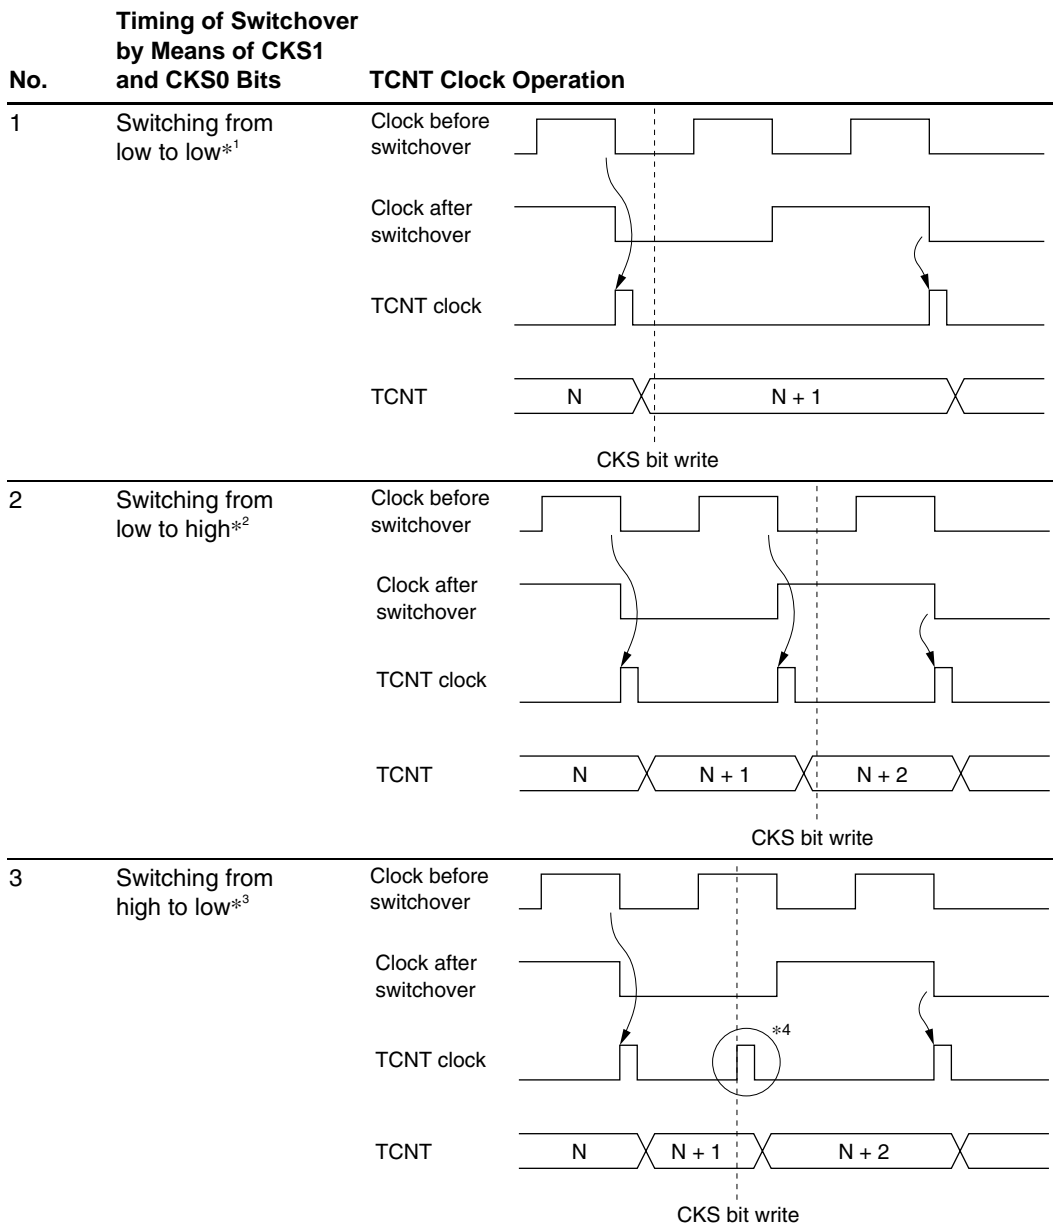 Timing of Switchover
by Means of CKS1
No. and CKS0 Bits TCNT Clock Operation
1 Switching from
low to low*1
Clock before
switchover
Clock after
switchover
TCNT clock
TCNT N N + 1
CKS bit write
2 Switching from
low to high*2
Clock before
switchover
Clock after
switchover
TCNT clock
TCNT N N + 1 N + 2
CKS bit write
3 Switching from
high to low*3
Clock before
switchover
Clock after
switchover
*4
TCNT clock
TCNT N N + 1 N + 2
CKS bit write